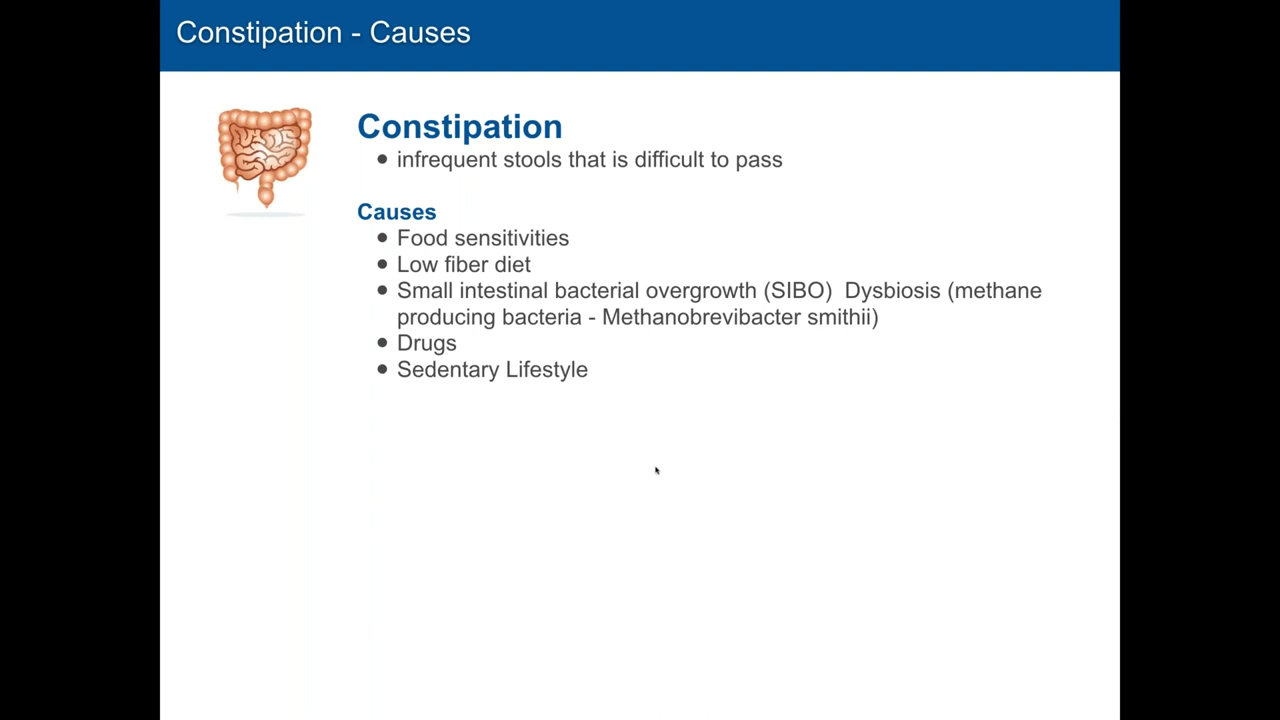 Constipation - Causes
Constipation
• infrequent stools that is difficult to pass
Causes
• Food sensitivities
• Low fiber diet
• Small intestinal bacterial overgrowth (SIBO)  Dysbiosis (methane
producing bacteria - Methanobrevibacter smithii)
• Drugs
• Sedentary Lifestyle